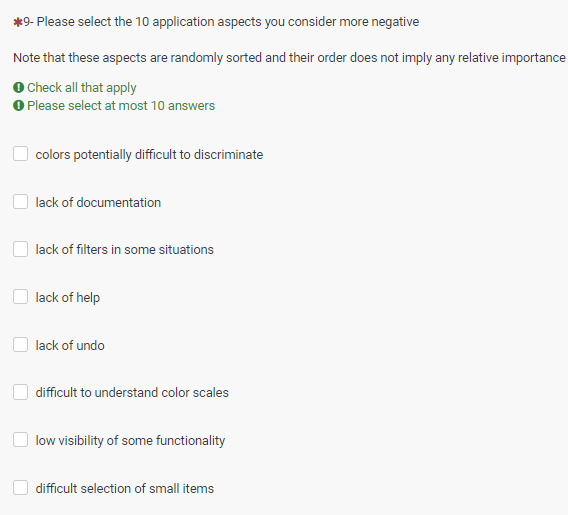 *9- Please select the 10 application aspects you consider more negative
Note that these aspects are randomly sorted and their order does not imply any relative importance
Check all that apply
Please select at most 10 answers
colors potentially difficult to discriminate
lack of documentation
lack of filters in some situations
lack of help
lack of undo
difficult to understand color scales
low visibility of some functionality
difficult selection of small items